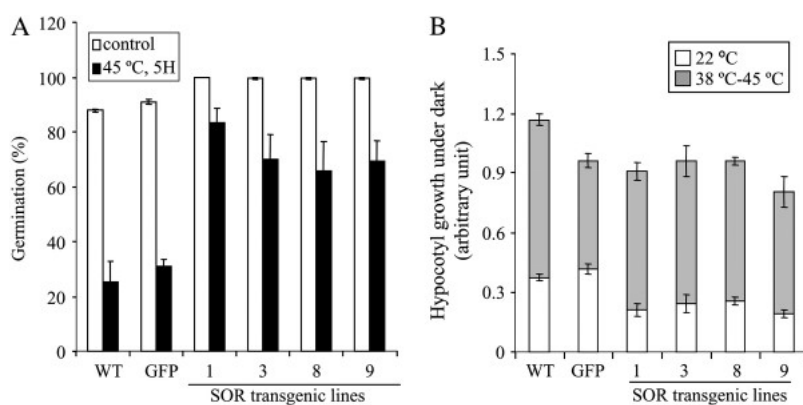 A
Germination (%)
120
100
80
60
40
20
0
control
45 ºC, 5H
WT GFP 1 3 8 9
SOR transgenic lines
B
Hypocotyl growth under dark
(arbitrary unit)
1.5
1.2
0.9
0.6
0.3
0.0
22 ºC
38 ºC-45 ºC
WT GFP 1 3 8 9
SOR transgenic lines